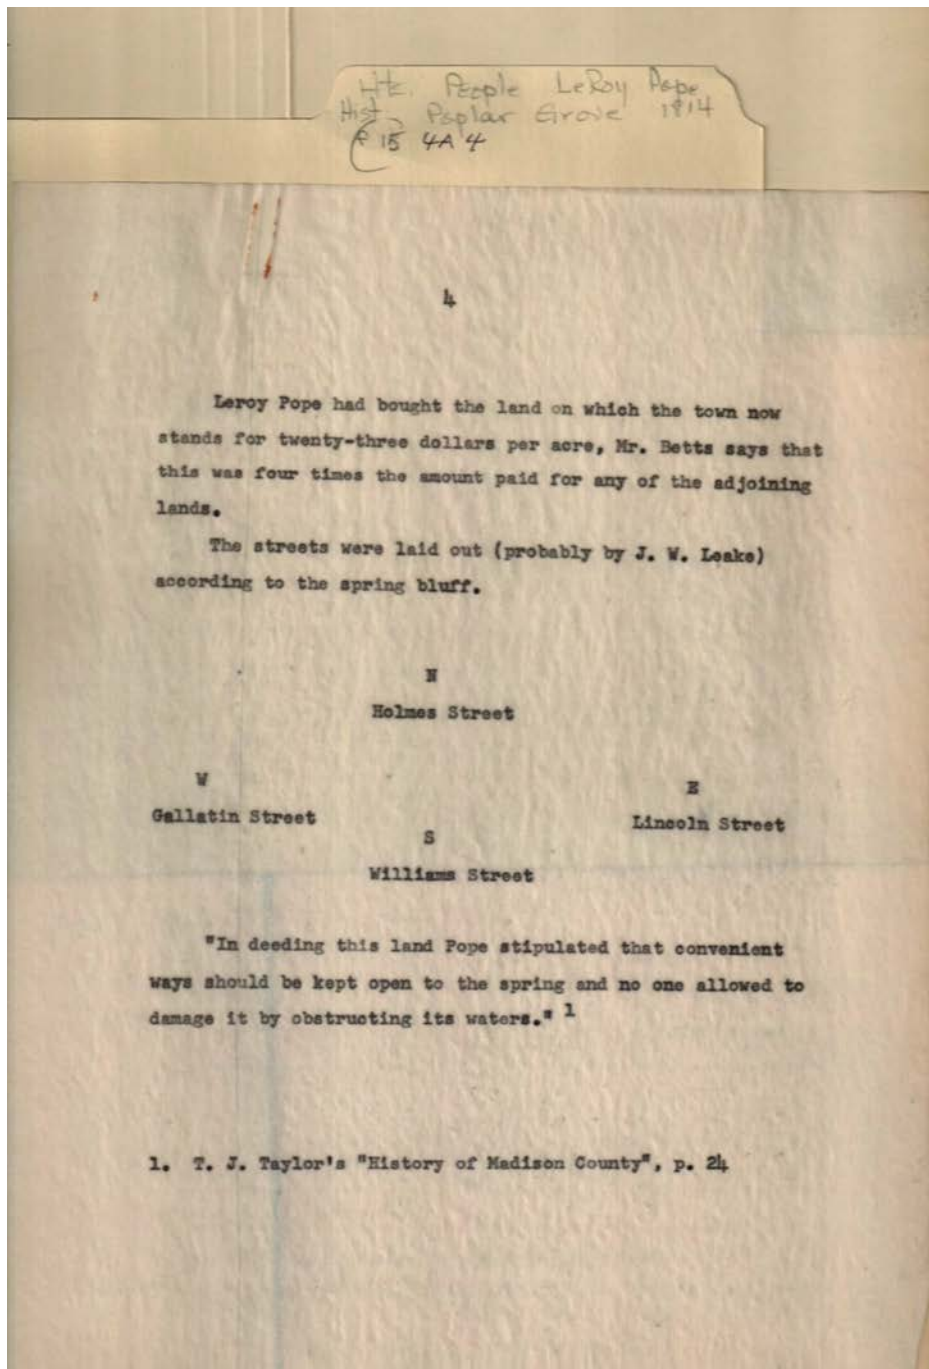 Hts. People LeRoy Pope
Hist - Poplar Grove 1814
15 4A 4
4
Leroy Pope had bought the land on which the town now
stands for twenty-three dollars per acre, Mr. Betts says that
this was four times the amount paid for any of the adjoining
lands.
The streets were laid out (probably by J. W. Leake)
according to the spring bluff.
N
Holmes Street
W
E
Gallatin Street
Lincoln Street
S
Williams Street
"In deeding this land Pope stipulated that convenient
ways should be kept open to the spring and no one allowed to
damage it by obstructing its waters." 1
1. T. J. Taylor's "History of Madison County", p. 24